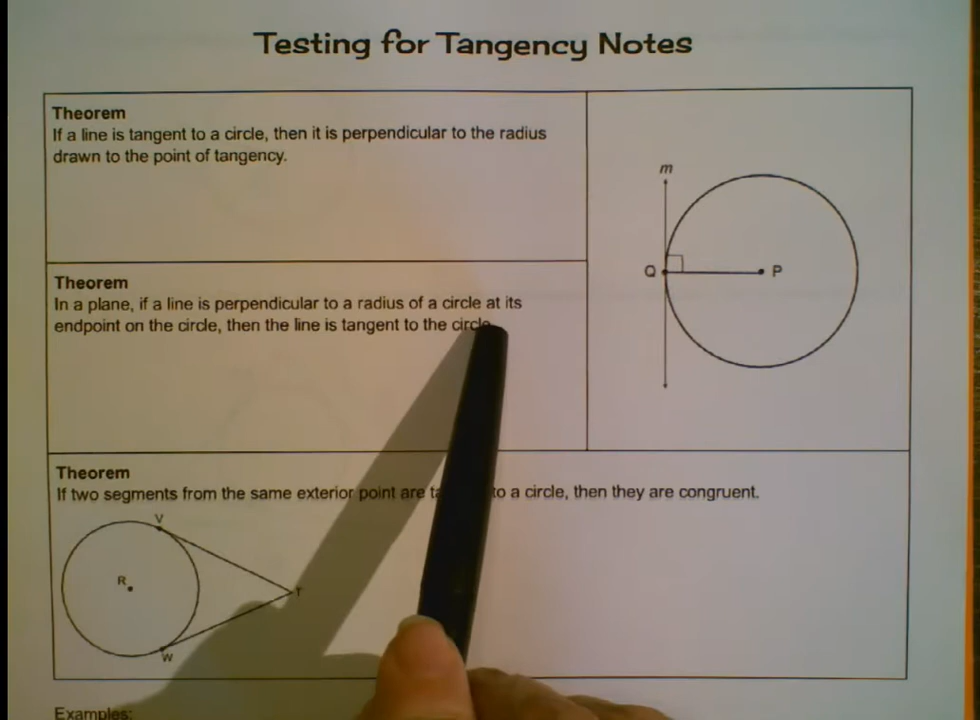 Testing for Tangency Notes
Theorem
If a line is tangent to a circle, then it is perpendicular to the radius
drawn to the point of tangency.
m
Q
P
Theorem
In a plane, if a line is perpendicular to a radius of a circle at its
endpoint on the circle, then the line is tangent to the
Theorem
If two segments from the same exterior point are to a circle, then they are congruent.
V
R
W
Examples: